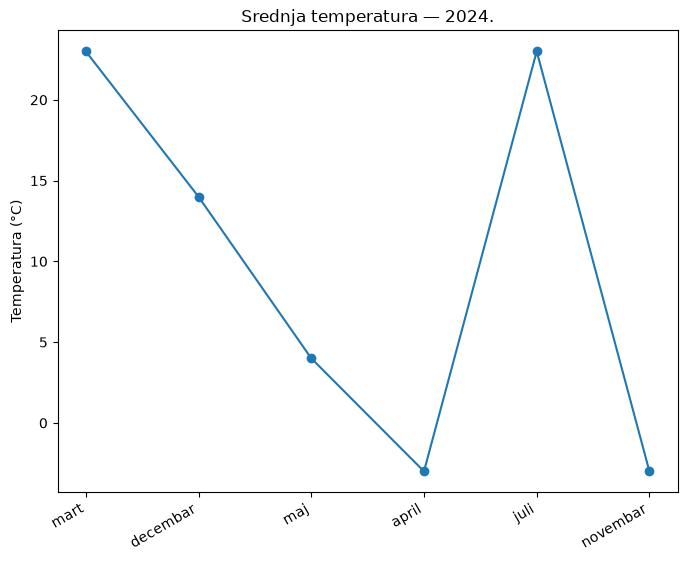 Srednja temperatura — 2024.
Temperatura (°C)
20
15
10
5
0
mart
decembar
maj
april
juli
novembar